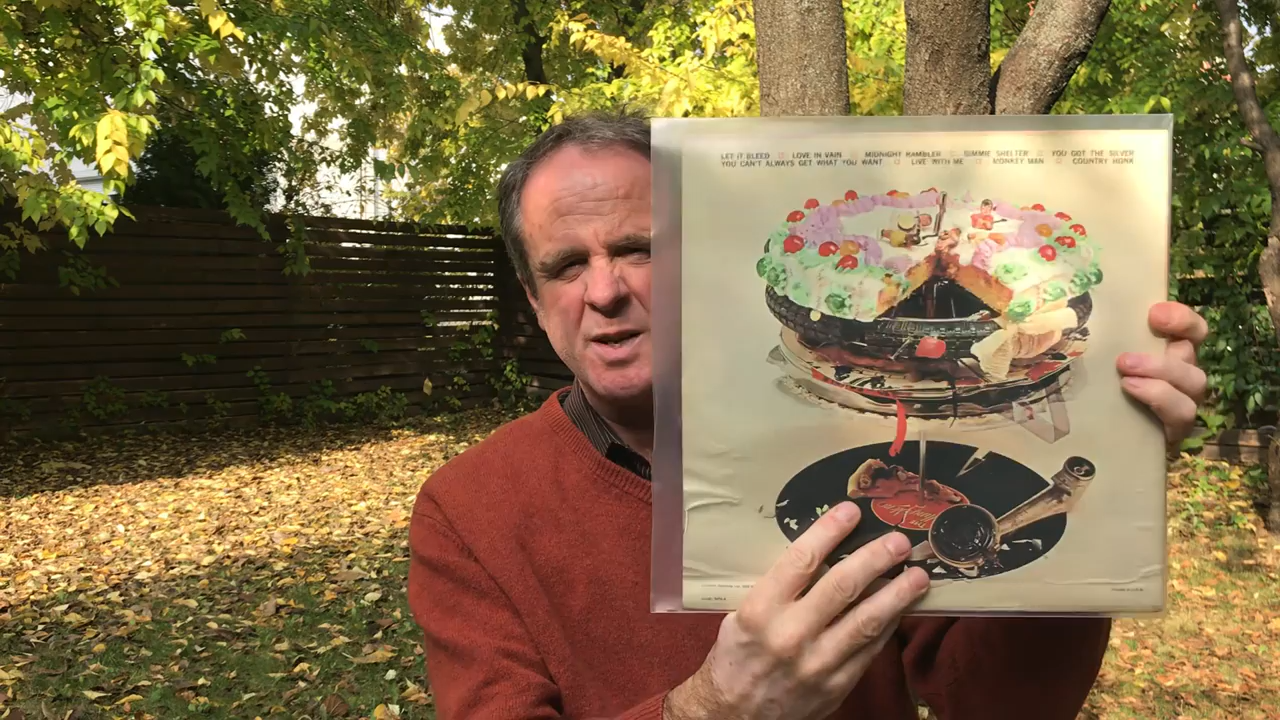 LET IT BLEED □ LOVE IN VAIN □ MIDNIGHT RAMBLER □ GIMMIE SHELTER □ YOU GOT THE SILVER
YOU CAN'T ALWAYS GET WHAT YOU WANT □ LIVE WITH ME □ MONKEY MAN □ COUNTRY HONK